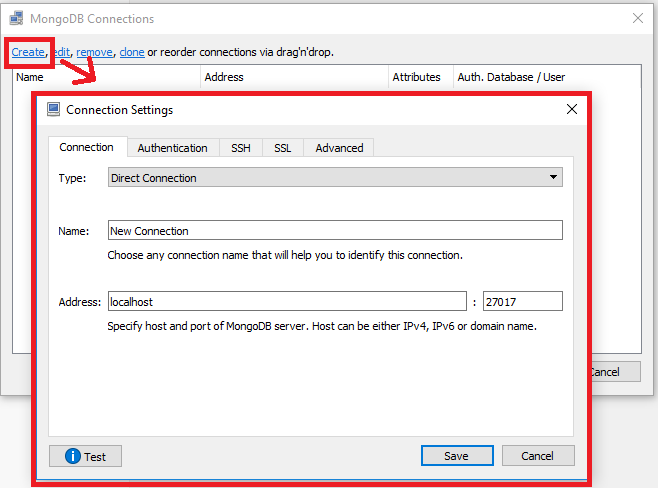 MongoDB Connections
Create, edit, remove, clone or reorder connections via drag'n'drop.
Name Address Attributes Auth. Database / User
Connection Settings
Connection Authentication SSH SSL Advanced
Type: Direct Connection
Name: New Connection
Choose any connection name that will help you to identify this connection.
Address: localhost : 27017
Specify host and port of MongoDB server. Host can be either IPv4, IPv6 or domain name.
Cancel
Test Save Cancel